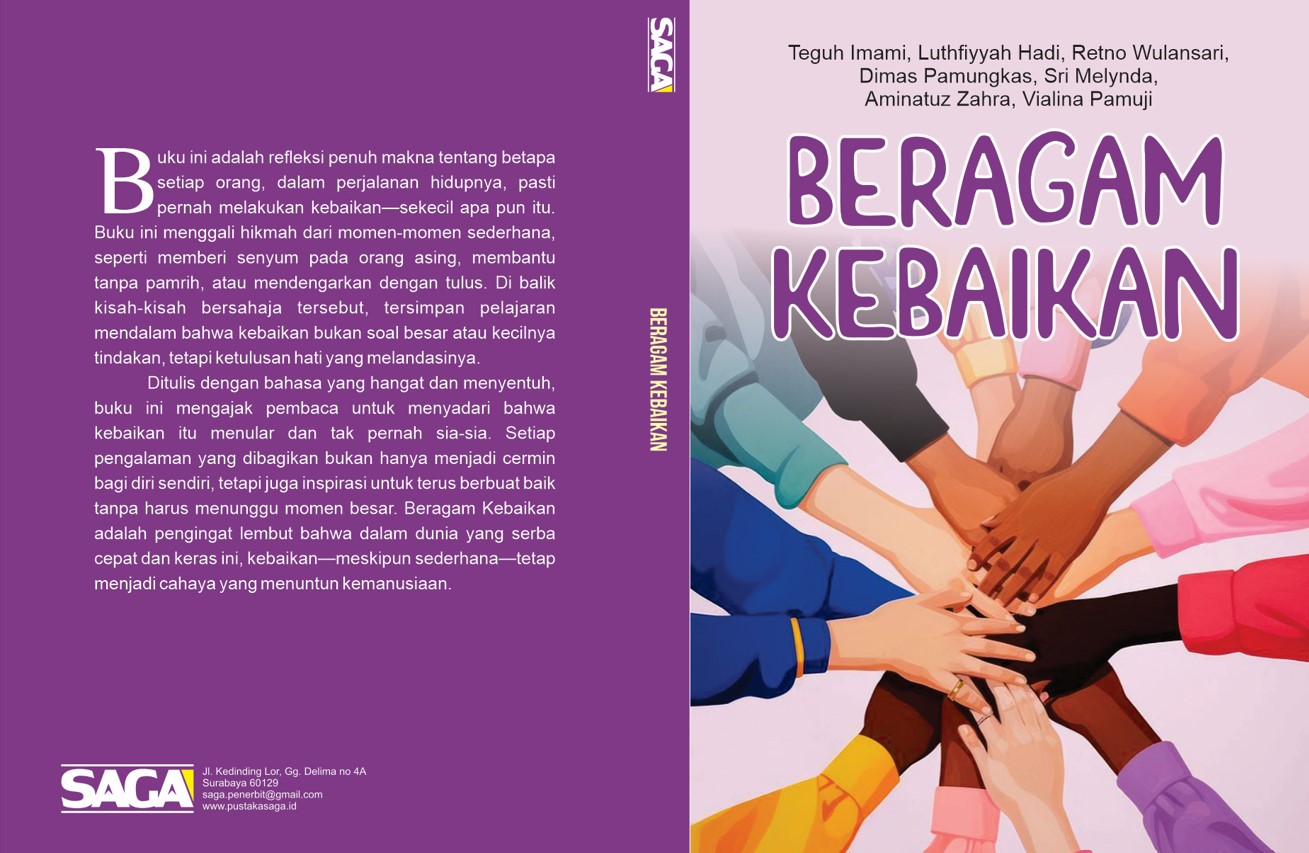 Buku ini adalah refleksi penuh makna tentang betapa
setiap orang, dalam perjalanan hidupnya, pasti
pernah melakukan kebaikan—sekecil apa pun itu.
Buku ini menggali hikmah dari momen-momen sederhana,
seperti memberi senyum pada orang asing, membantu
tanpa pamrih, atau mendengarkan dengan tulus. Di balik
kisah-kisah bersahaja tersebut, tersimpan pelajaran
mendalam bahwa kebaikan bukan soal besar atau kecilnya
tindakan, tetapi ketulusan hati yang melandasinya.
Ditulis dengan bahasa yang hangat dan menyentuh,
buku ini mengajak pembaca untuk menyadari bahwa
kebaikan itu menular dan tak pernah sia-sia. Setiap
pengalaman yang dibagikan bukan hanya menjadi cermin
bagi diri sendiri, tetapi juga inspirasi untuk terus berbuat baik
tanpa harus menunggu momen besar. Beragam Kebaikan
adalah pengingat lembut bahwa dalam dunia yang serba
cepat dan keras ini, kebaikan—meskipun sederhana—tetap
menjadi cahaya yang menuntun kemanusiaan.
SAGA
Jl. Kedinding Lor, Gg. Delima no 4A
Surabaya 60129
saga.penerbit@gmail.com
www.pustakasaga.id
SAGA
BERAGAM KEBAIKAN
Teguh Imami, Luthfiyyah Hadi, Retno Wulansari,
Dimas Pamungkas, Sri Melynda,
Aminatuz Zahra, Vialina Pamuji
BERAGAM
KEBAIKAN